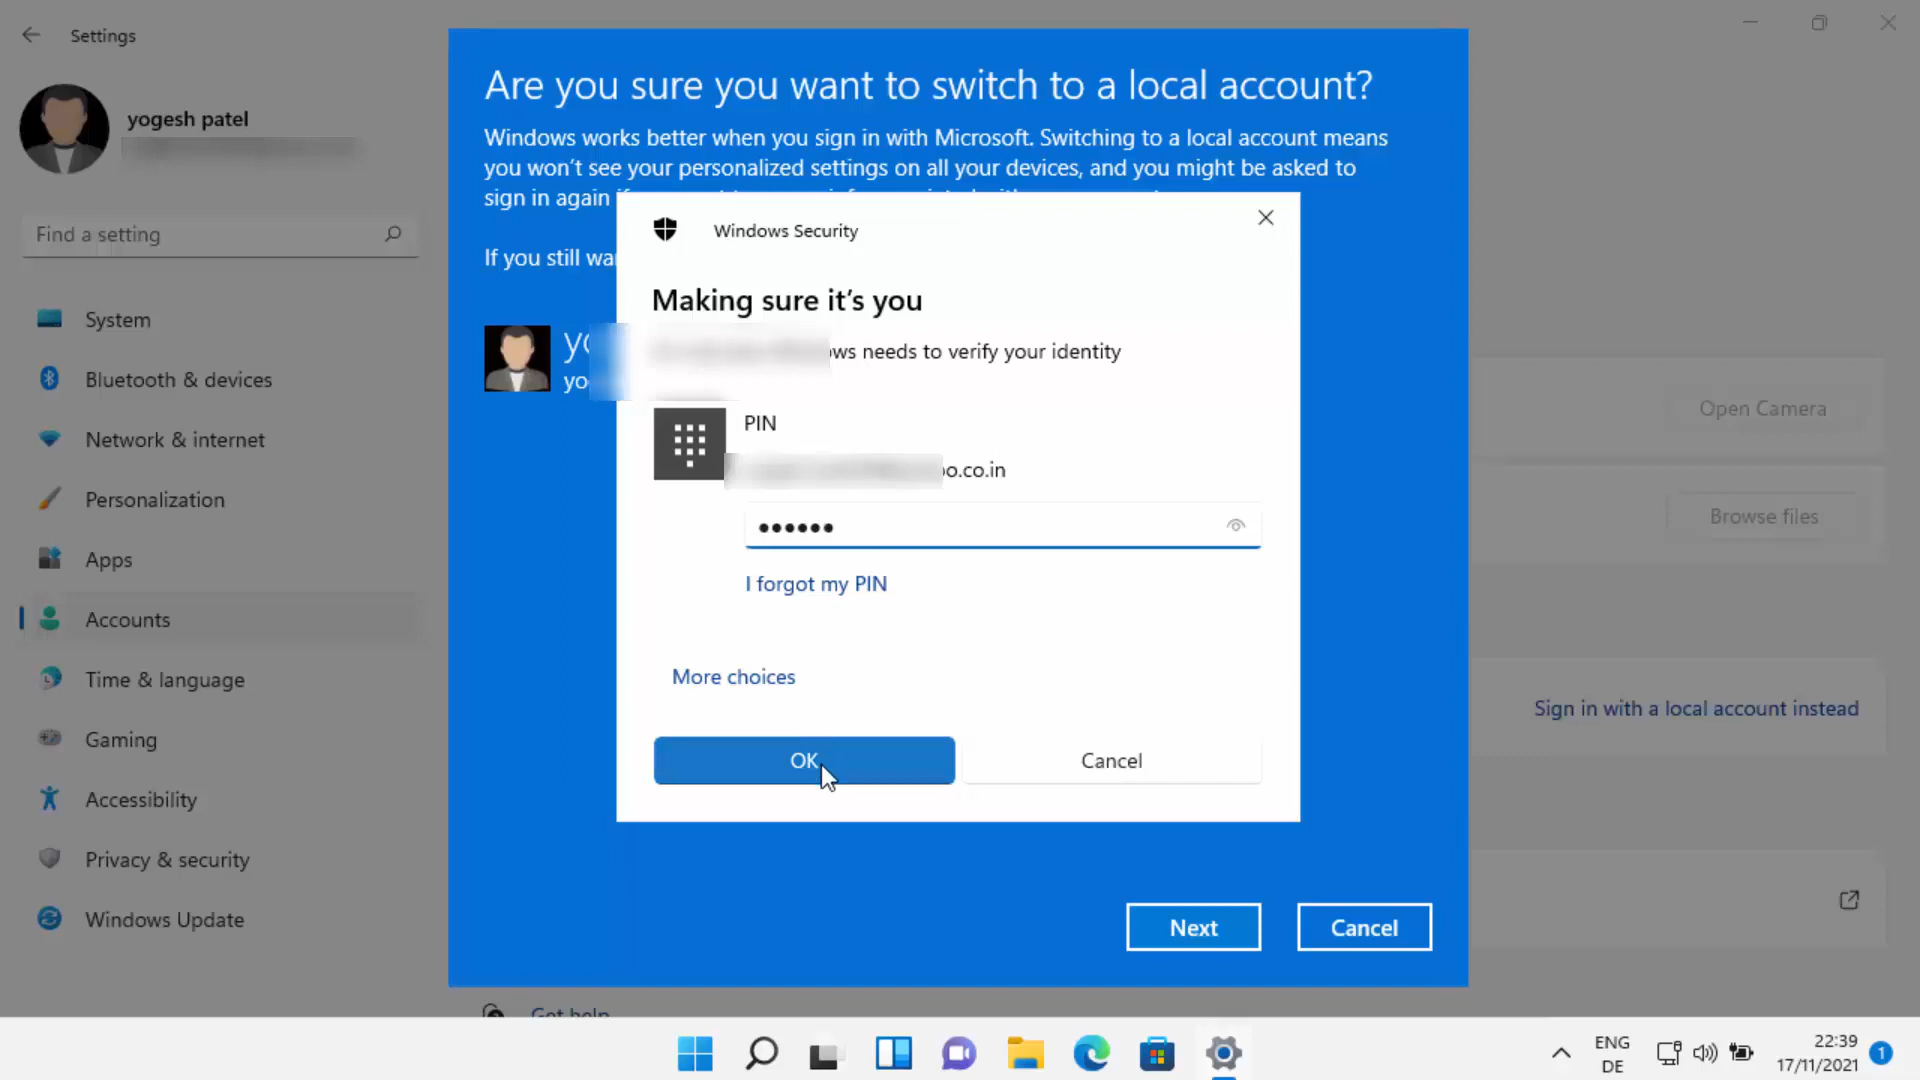 Settings
yogesh patel
Find a setting
System
Bluetooth & devices
Network & internet
Personalization
Apps
Accounts
Time & language
Gaming
Accessibility
Privacy & security
Windows Update
Are you sure you want to switch to a local account?
Windows works better when you sign in with Microsoft. Switching to a local account means
you won't see your personalized settings on all your devices, and you might be asked to
sign in again
If you still
Windows Security
Making sure it's you
needs to verify your identity
PIN
o.co.in
••••••
I forgot my PIN
More choices
OK
Cancel
Next
Cancel
Open Camera
Browse files
Sign in with a local account instead
Get help
ENG
DE
22:39
17/11/2021
1